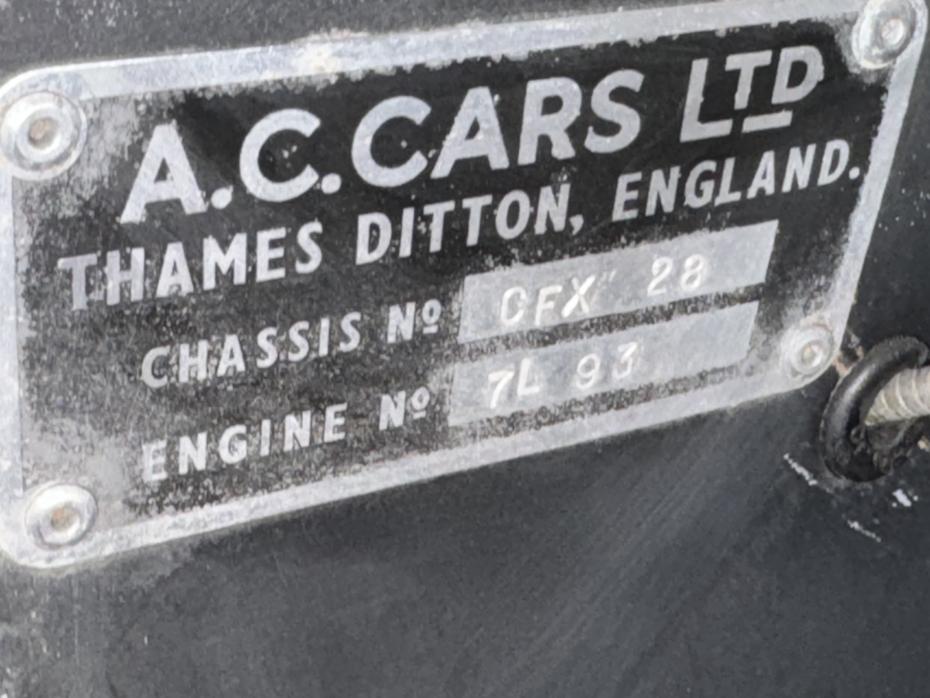 A.C. CARS LTD
THAMES DITTON, ENGLAND.
CHASSIS Nº CFX 28
ENGINE Nº 7L 93